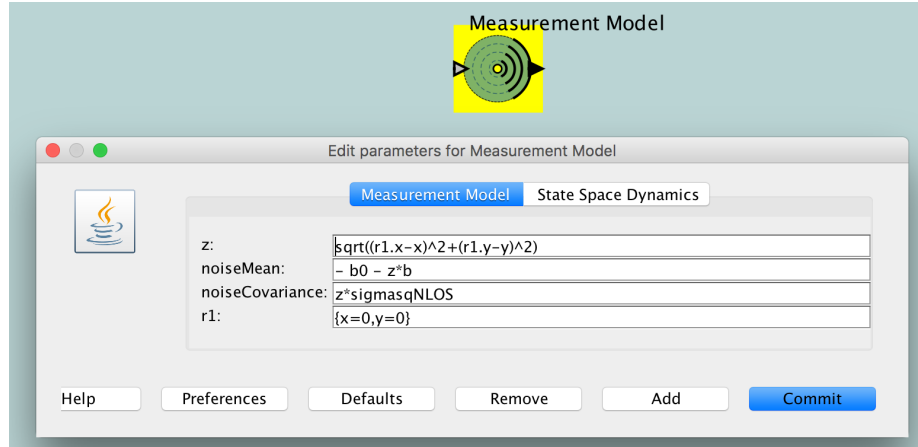 Measurement Model
Edit parameters for Measurement Model
Measurement Model State Space Dynamics
z: sqrt((r1.x-x)^2+(r1.y-y)^2)
noiseMean: - b0 - z*b
noiseCovariance: z*sigmasqNLOS
r1: {x=0,y=0}
Help Preferences Defaults Remove Add Commit